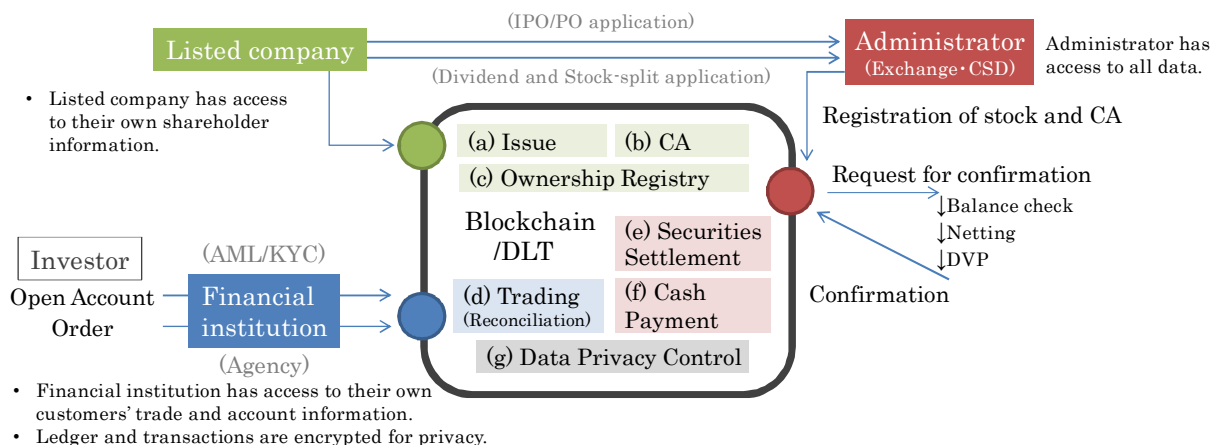 (IPO/PO application)
Listed company
Administrator
(Exchange・CSD)
Administrator has
access to all data.
(Dividend and Stock-split application)
• Listed company has access
to their own shareholder
information.
Registration of stock and CA
(a) Issue
(b) CA
(c) Ownership Registry
Request for confirmation
↓Balance check
↓Netting
↓DVP
Confirmation
Blockchain
/DLT
(e) Securities
Settlement
(d) Trading
(Reconciliation)
(f) Cash
Payment
(g) Data Privacy Control
Investor
Open Account
Order
(AML/KYC)
Financial
institution
(Agency)
• Financial institution has access to their own
customers’ trade and account information.
• Ledger and transactions are encrypted for privacy.